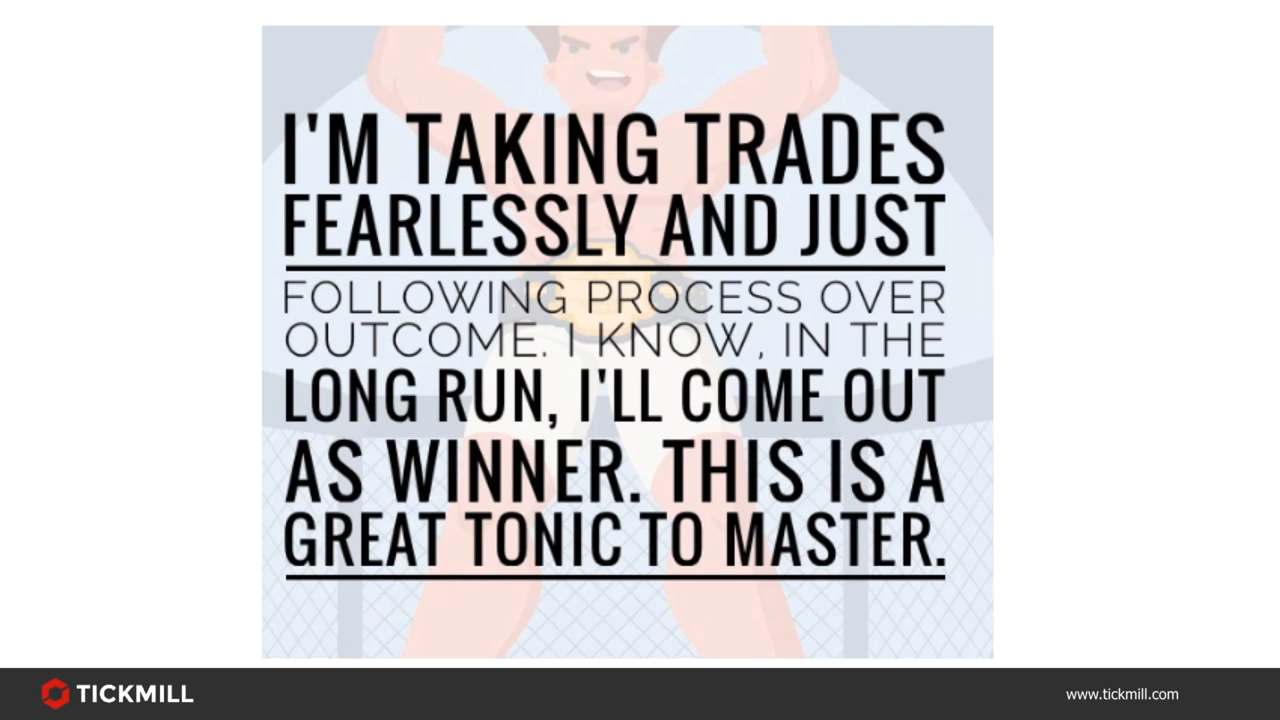 I'M TAKING TRADES
FEARLESSLY AND JUST
FOLLOWING PROCESS OVER
OUTCOME. I KNOW, IN THE
LONG RUN, I'LL COME OUT
AS WINNER. THIS IS A
GREAT TONIC TO MASTER.
TICKMILL
www.tickmill.com